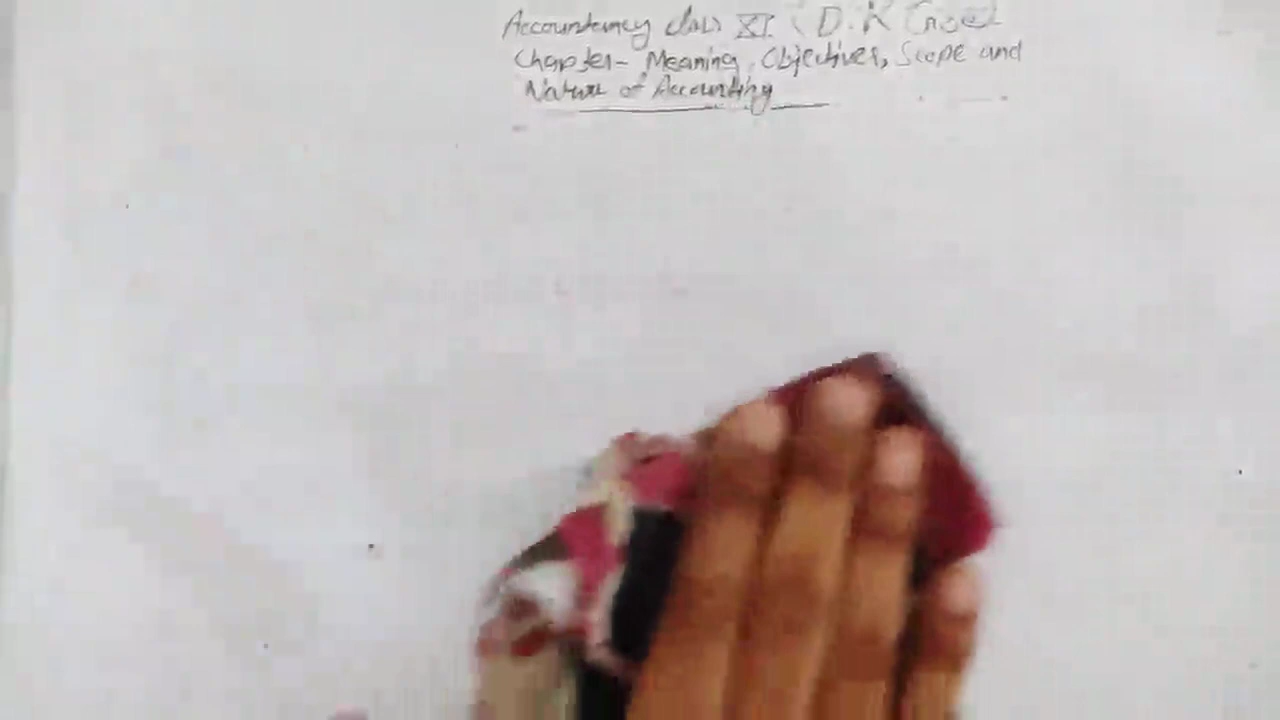 Accountancy class XI (D.K Goel)
Chapter- Meaning, Objectives, Scope and
Nature of Accounting